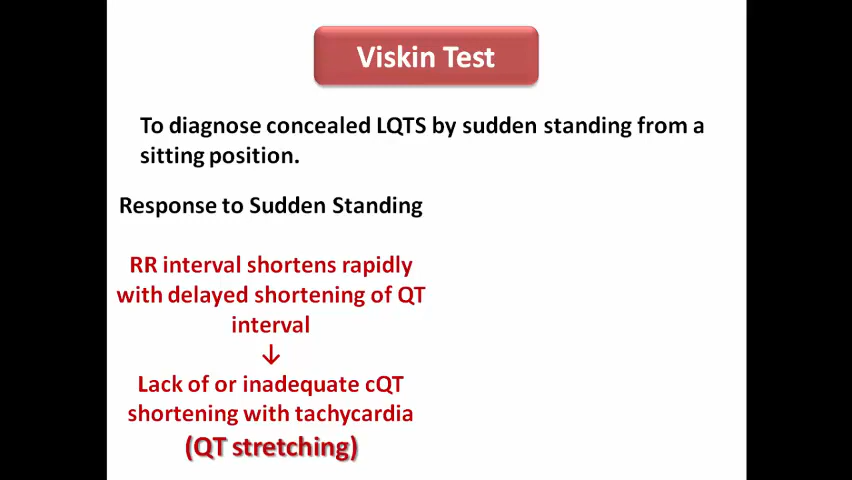 Viskin Test
To diagnose concealed LQTS by sudden standing from a
sitting position.
Response to Sudden Standing
RR interval shortens rapidly
with delayed shortening of QT
interval
↓
Lack of or inadequate cQT
shortening with tachycardia
(QT stretching)